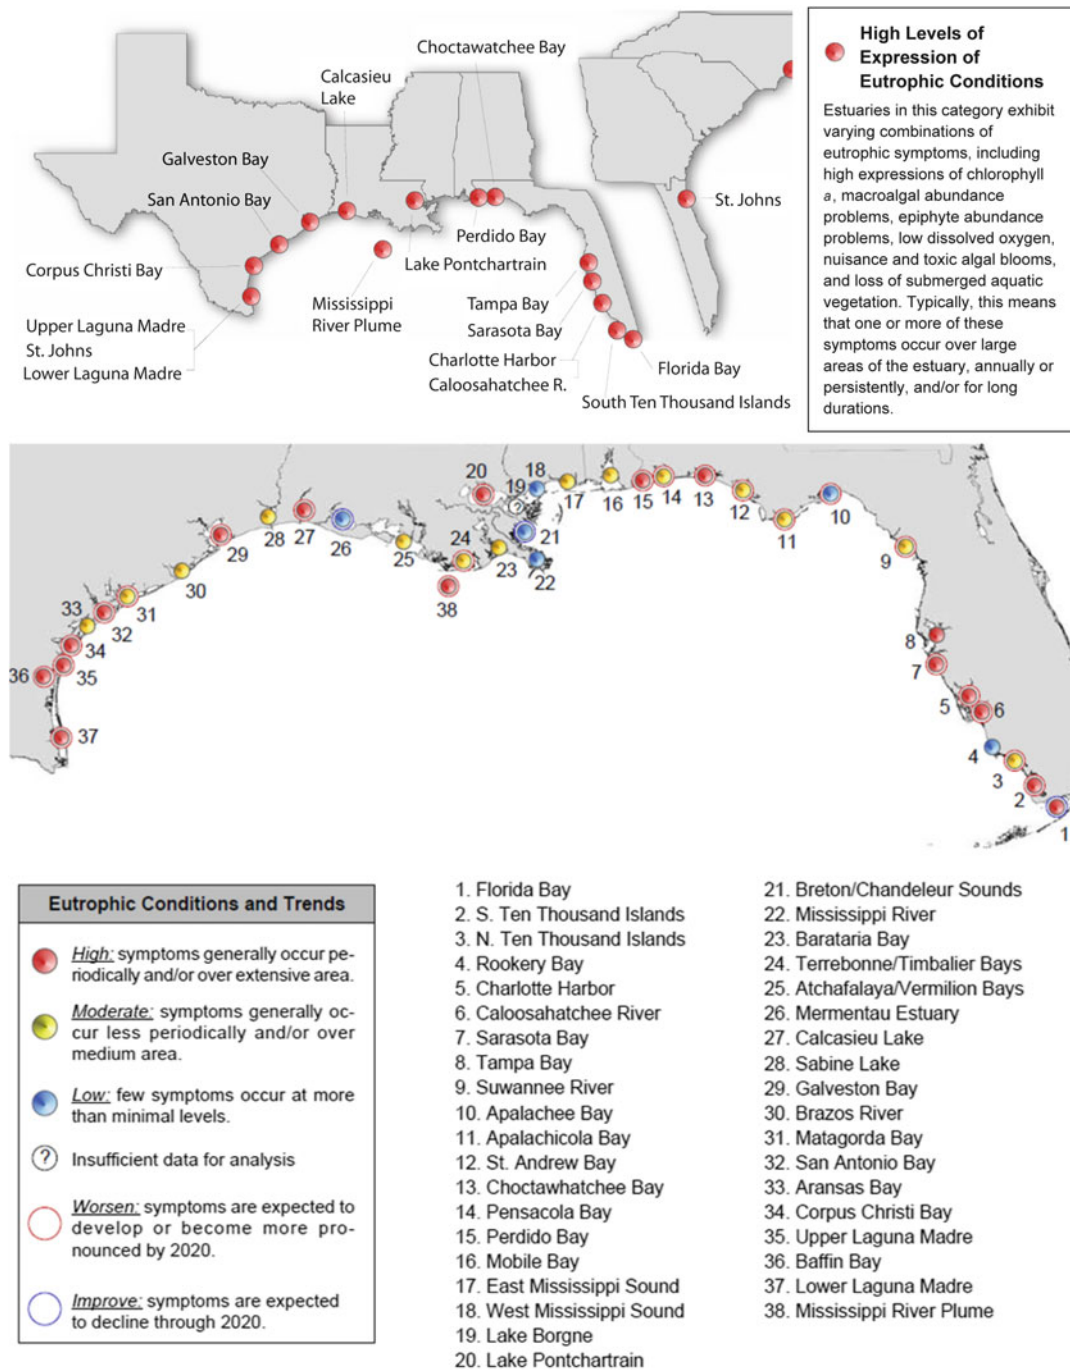 Choctawatchee Bay
Calcasieu
Lake
Galveston Bay
San Antonio Bay
Corpus Christi Bay
Upper Laguna Madre
St. Johns
Lower Laguna Madre
Mississippi
River Plume
Lake Pontchartrain
Perdido Bay
Tampa Bay
Sarasota Bay
Charlotte Harbor
Caloosahatchee R.
South Ten Thousand Islands
Florida Bay
St. Johns
High Levels of
Expression of
Eutrophic Conditions
Estuaries in this category exhibit
varying combinations of
eutrophic symptoms, including
high expressions of chlorophyll
a, macroalgal abundance
problems, epiphyte abundance
problems, low dissolved oxygen,
nuisance and toxic algal blooms,
and loss of submerged aquatic
vegetation. Typically, this means
that one or more of these
symptoms occur over large
areas of the estuary, annually or
persistently, and/or for long
durations.
20
18
19
?
17
16
15
14
13
12
11
10
9
8
7
5
6
4
3
2
1
21
22
23
24
38
25
26
27
28
29
30
31
32
33
34
35
36
37
Eutrophic Conditions and Trends
High: symptoms generally occur pe-
riodically and/or over extensive area.
Moderate: symptoms generally oc-
cur less periodically and/or over
medium area.
Low: few symptoms occur at more
than minimal levels.
? Insufficient data for analysis
Worsen: symptoms are expected to
develop or become more pro-
nounced by 2020.
Improve: symptoms are expected
to decline through 2020.
1. Florida Bay
2. S. Ten Thousand Islands
3. N. Ten Thousand Islands
4. Rookery Bay
5. Charlotte Harbor
6. Caloosahatchee River
7. Sarasota Bay
8. Tampa Bay
9. Suwannee River
10. Apalachee Bay
11. Apalachicola Bay
12. St. Andrew Bay
13. Choctawhatchee Bay
14. Pensacola Bay
15. Perdido Bay
16. Mobile Bay
17. East Mississippi Sound
18. West Mississippi Sound
19. Lake Borgne
20. Lake Pontchartrain
21. Breton/Chandeleur Sounds
22. Mississippi River
23. Barataria Bay
24. Terrebonne/Timbalier Bays
25. Atchafalaya/Vermilion Bays
26. Mermentau Estuary
27. Calcasieu Lake
28. Sabine Lake
29. Galveston Bay
30. Brazos River
31. Matagorda Bay
32. San Antonio Bay
33. Aransas Bay
34. Corpus Christi Bay
35. Upper Laguna Madre
36. Baffin Bay
37. Lower Laguna Madre
38. Mississippi River Plume